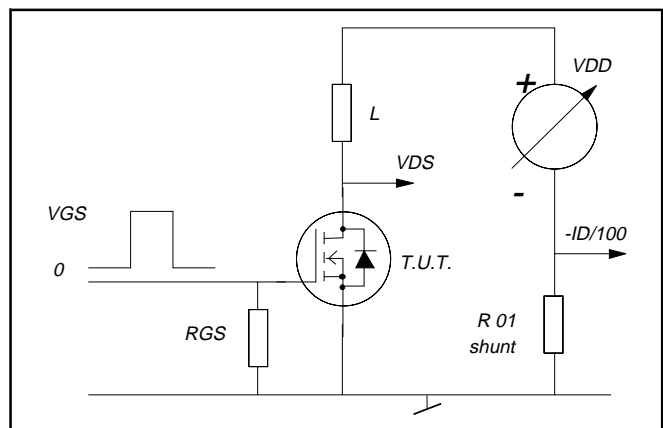 +
VDD
L
VDS
-
VGS
-ID/100
0
T.U.T.
RGS
R 01
shunt